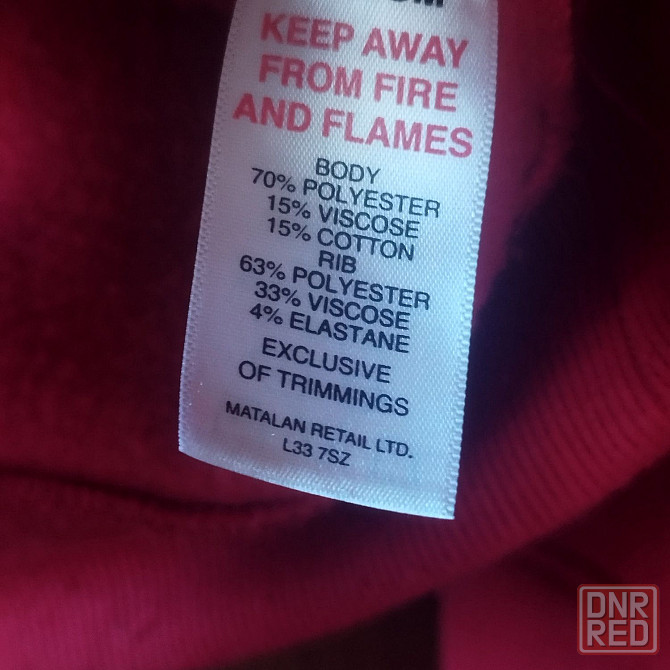 KEEP AWAY
FROM FIRE
AND FLAMES
BODY
70% POLYESTER
15% VISCOSE
15% COTTON
RIB
63% POLYESTER
33% VISCOSE
4% ELASTANE
EXCLUSIVE
OF TRIMMINGS
MATALAN RETAIL LTD.
L33 7SZ
DNR
RED